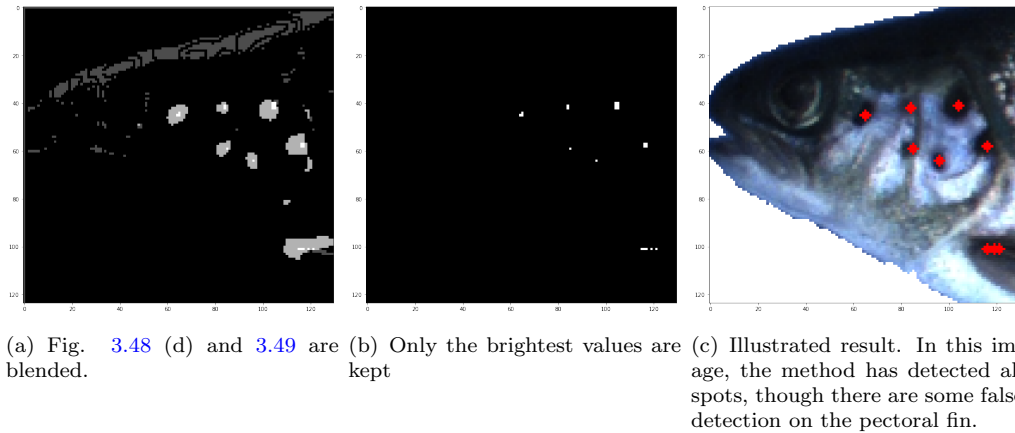 (a) Fig. 3.48 (d) and 3.49 are
blended.
(b) Only the brightest values are
kept
(c) Illustrated result. In this im-
age, the method has detected al
spots, though there are some false
detection on the pectoral fin.